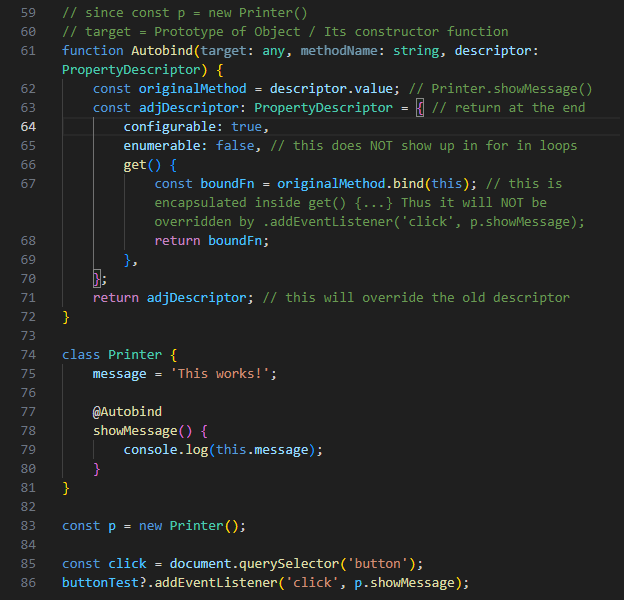 59 // since const p = new Printer()
60 // target = Prototype of Object / Its constructor function
61 function Autobind(target: any, methodName: string, descriptor:
PropertyDescriptor) {
62     const originalMethod = descriptor.value; // Printer.showMessage()
63     const adjDescriptor: PropertyDescriptor = { // return at the end
64         configurable: true,
65         enumerable: false, // this does NOT show up in for in loops
66         get() {
67             const boundFn = originalMethod.bind(this); // this is
            encapsulated inside get() {...} Thus it will NOT be
            overridden by .addEventListener('click', p.showMessage);
68             return boundFn;
69         },
70     };
71     return adjDescriptor; // this will override the old descriptor
72 }
73
74 class Printer {
75     message = 'This works!';
76
77     @Autobind
78     showMessage() {
79         console.log(this.message);
80     }
81 }
82
83 const p = new Printer();
84
85 const click = document.querySelector('button');
86 buttonTest?.addEventListener('click', p.showMessage);